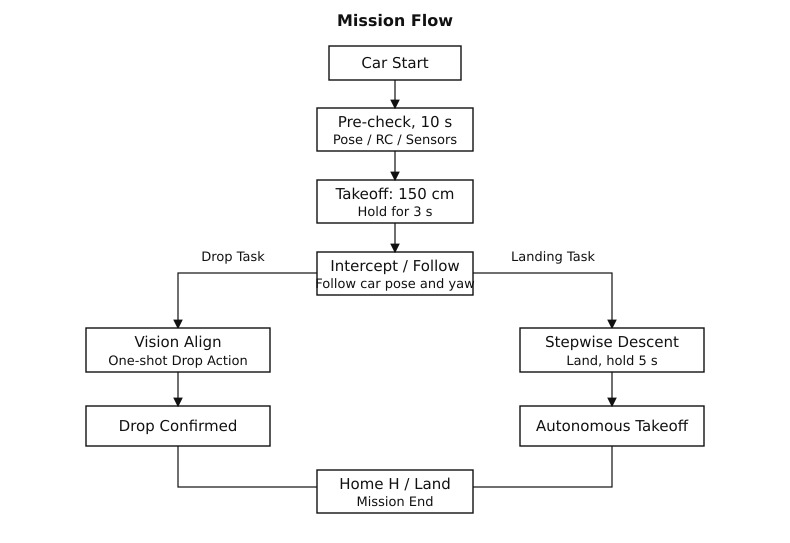 Mission Flow
Car Start
Pre-check, 10 s
Pose / RC / Sensors
Takeoff: 150 cm
Hold for 3 s
Drop Task
Landing Task
Intercept / Follow
Follow car pose and yaw
Vision Align
One-shot Drop Action
Stepwise Descent
Land, hold 5 s
Drop Confirmed
Autonomous Takeoff
Home H / Land
Mission End